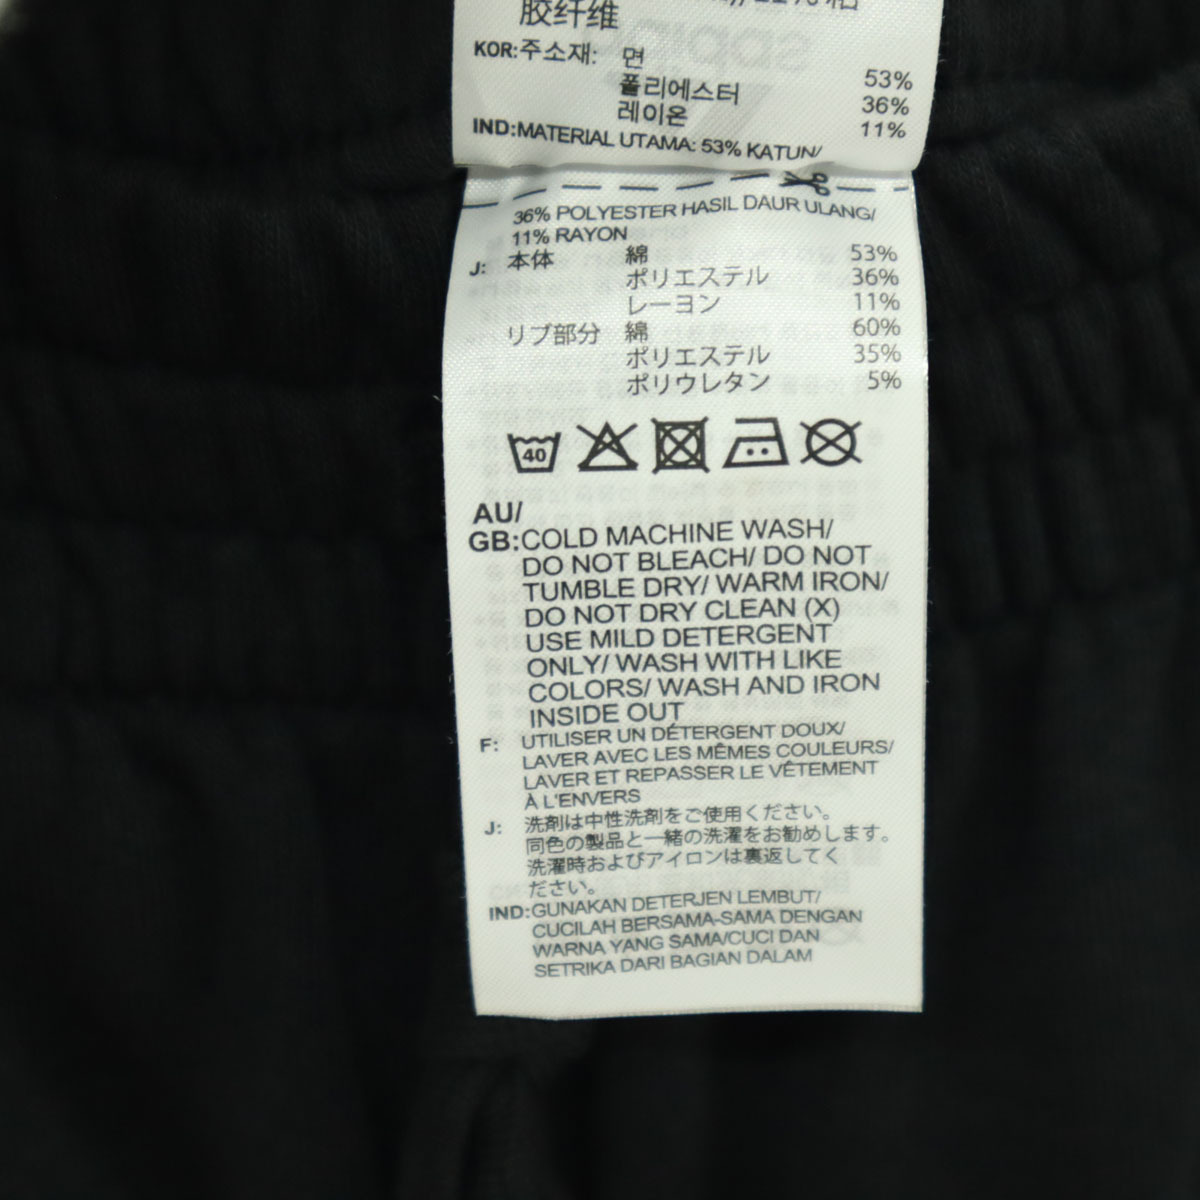 胶纤维
KOR:주소재: 면 53%
폴리에스터 36%
레이온 11%
IND:MATERIAL UTAMA: 53% KATUN/
36% POLYESTER HASIL DAUR ULANG/
11% RAYON
J: 本体 綿 53%
ポリエステル 36%
レーヨン 11%
リブ部分 綿 60%
ポリエステル 35%
ポリウレタン 5%
40
AU/
GB:COLD MACHINE WASH/
DO NOT BLEACH/ DO NOT
TUMBLE DRY/ WARM IRON/
DO NOT DRY CLEAN (X)
USE MILD DETERGENT
ONLY/ WASH WITH LIKE
COLORS/ WASH AND IRON
INSIDE OUT
F: UTILISER UN DÉTERGENT DOUX/
LAVER AVEC LES MÊMES COULEURS/
LAVER ET REPASSER LE VÊTEMENT
À L'ENVERS
J: 洗剤は中性洗剤をご使用ください。
同色の製品と一緒の洗濯をお勧めします。
洗濯時およびアイロンは裏返してく
ださい。
IND:GUNAKAN DETERJEN LEMBUT/
CUCILAH BERSAMA-SAMA DENGAN
WARNA YANG SAMA/CUCI DAN
SETRIKA DARI BAGIAN DALAM